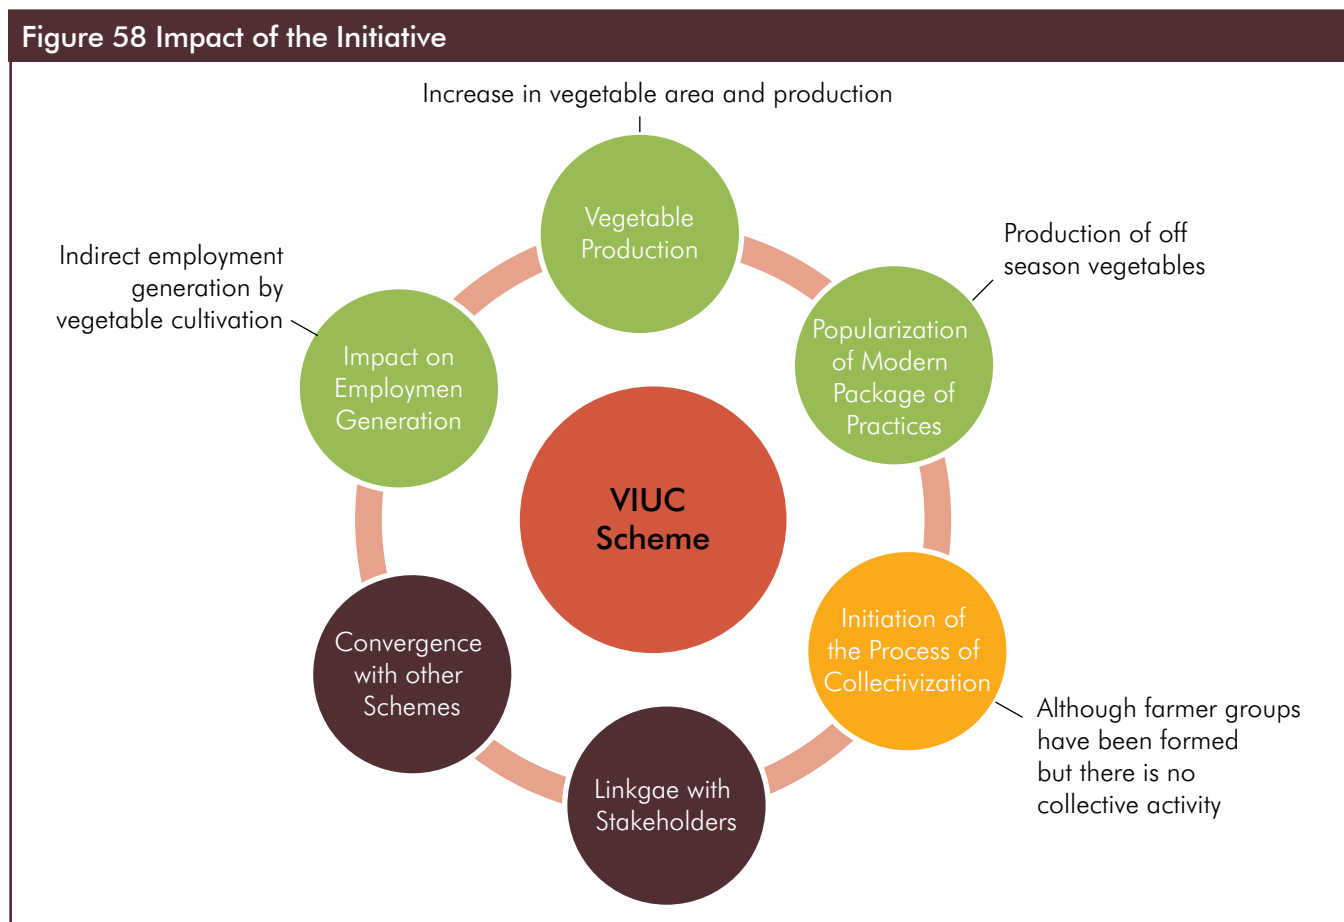 Figure 58 Impact of the Initiative
Increase in vegetable area and production
Vegetable
Production
Production of off
season vegetables
Popularization
of Modern
Package of
Practices
Initiation of
the Process of
Collectivization
Although farmer groups
have been formed
but there is no
collective activity
Linkgae with
Stakeholders
Convergence
with other
Schemes
Indirect employment
generation by
vegetable cultivation
Impact on
Employmen
Generation
VIUC
Scheme